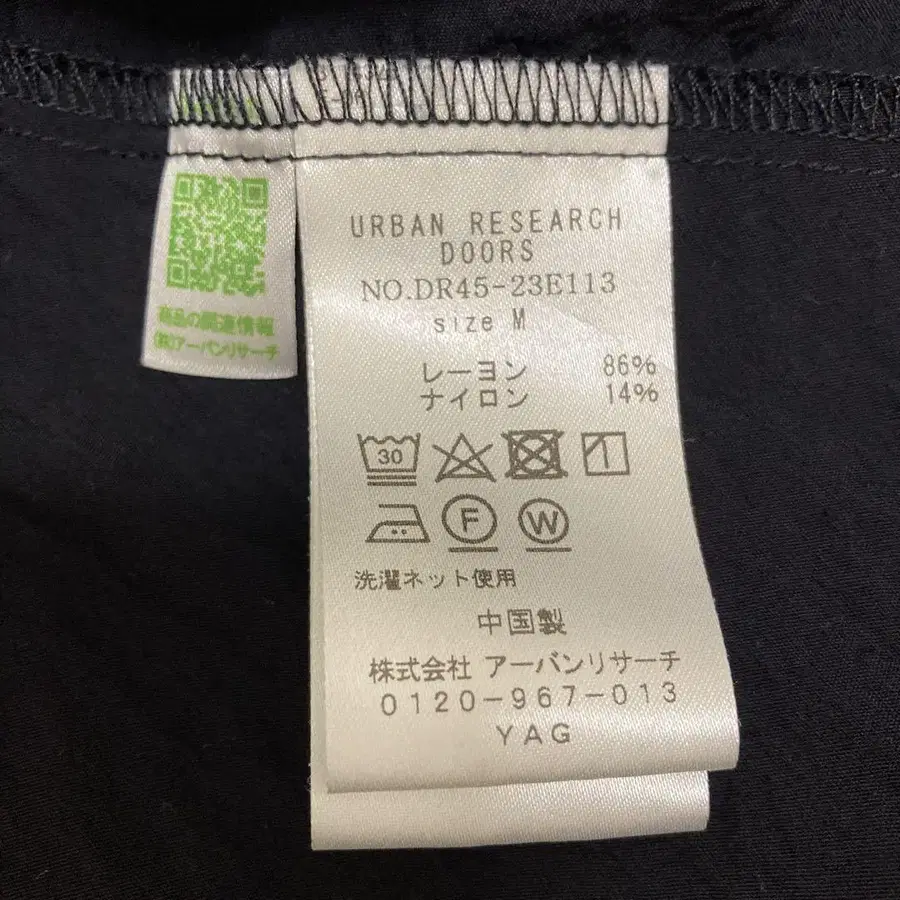 商品の関連情報
(株)アーバンリサーチ
URBAN RESEARCH
DOORS
NO.DR45-23E113
size M
レーヨン 86%
ナイロン 14%
30
F W
洗濯ネット使用
中国製
株式会社 アーバンリサーチ
0120-967-013
YAG